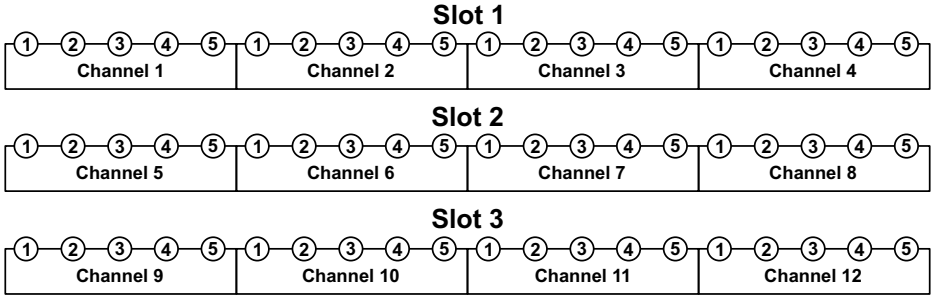 Slot 1
1 2 3 4 5 1 2 3 4 5 1 2 3 4 5 1 2 3 4 5
Channel 1 Channel 2 Channel 3 Channel 4
Slot 2
1 2 3 4 5 1 2 3 4 5 1 2 3 4 5 1 2 3 4 5
Channel 5 Channel 6 Channel 7 Channel 8
Slot 3
1 2 3 4 5 1 2 3 4 5 1 2 3 4 5 1 2 3 4 5
Channel 9 Channel 10 Channel 11 Channel 12